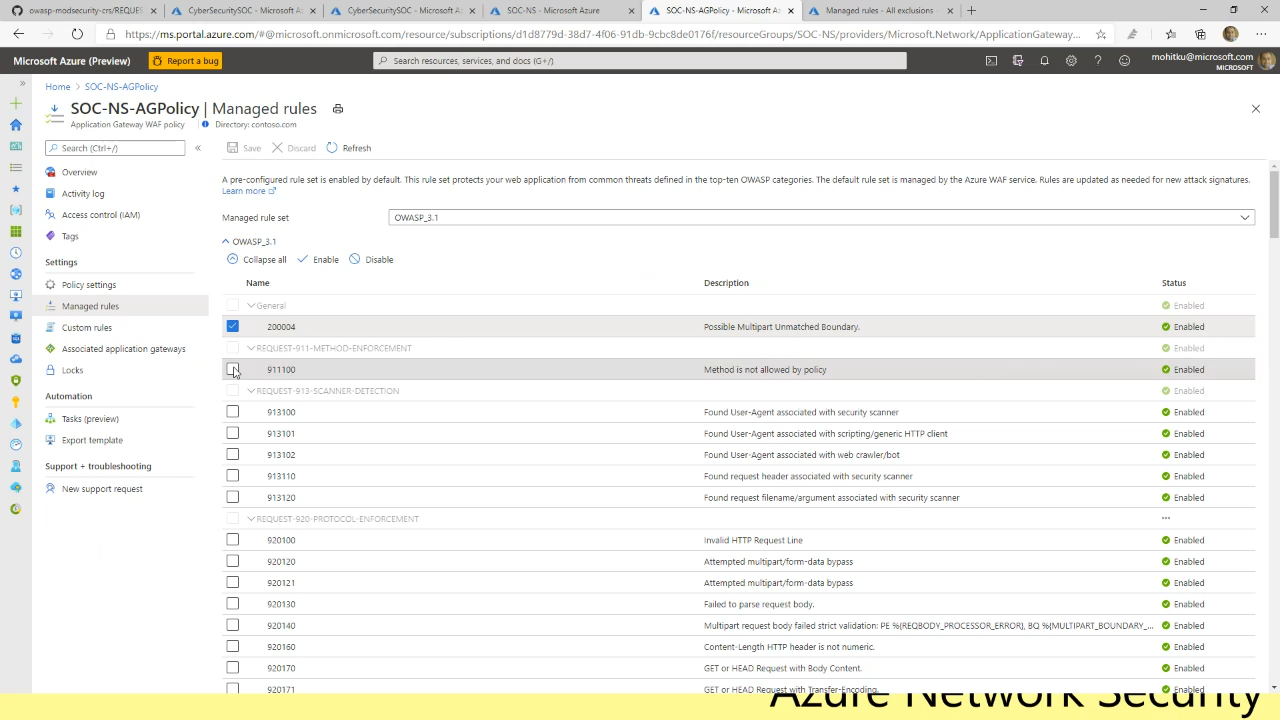 owasp-modsecurity-crs/REQUES
CyberSecuritySOC - Microsoft Azu
CyberSecuritySOC - Microsoft A
SOC-NS - Microsoft Azure
SOC-NS-AGPolicy - Microsoft Az
Managed rules - All exclusions -
https://ms.portal.azure.com/#@microsoft.onmicrosoft.com/resource/subscriptions/d1d8779d-38d7-4f06-91db-9cbc8de0176f/resourceGroups/SOC-NS/providers/Microsoft.Network/ApplicationGateway...
Microsoft Azure (Preview)
Report a bug
Search resources, services, and docs (G+/)
mohitku@microsoft.com
MICROSOFT
Home > SOC-NS-AGPolicy
SOC-NS-AGPolicy | Managed rules
Application Gateway WAF policy
Directory: contoso.com
Search (Ctrl+/)
«
Overview
Activity log
Access control (IAM)
Tags
Settings
Policy settings
Managed rules
Custom rules
Associated application gateways
Locks
Automation
Tasks (preview)
Export template
Support + troubleshooting
New support request
Save
Discard
Refresh
A pre-configured rule set is enabled by default. This rule set protects your web application from common threats defined in the top-ten OWASP categories. The default rule set is managed by the Azure WAF service. Rules are updated as needed for new attack signatures.
Learn more
Managed rule set
OWASP_3.1
OWASP_3.1
Collapse all
Enable
Disable
Name Description Status
General Enabled
200004 Possible Multipart Unmatched Boundary. Enabled
REQUEST-911-METHOD-ENFORCEMENT Enabled
911100 Method is not allowed by policy Enabled
REQUEST-913-SCANNER-DETECTION Enabled
913100 Found User-Agent associated with security scanner Enabled
913101 Found User-Agent associated with scripting/generic HTTP client Enabled
913102 Found User-Agent associated with web crawler/bot Enabled
913110 Found request header associated with security scanner Enabled
913120 Found request filename/argument associated with security scanner Enabled
REQUEST-920-PROTOCOL-ENFORCEMENT ...
920100 Invalid HTTP Request Line Enabled
920120 Attempted multipart/form-data bypass Enabled
920121 Attempted multipart/form-data bypass Enabled
920130 Failed to parse request body. Enabled
920140 Multipart request body failed strict validation: PE %{REQBODY_PROCESSOR_ERROR}, BQ %{MULTIPART_BOUNDARY_... Enabled
920160 Content-Length HTTP header is not numeric. Enabled
920170 GET or HEAD Request with Body Content. Enabled
920171 GET or HEAD Request with Transfer-Encoding. Enabled
Azure Network Security